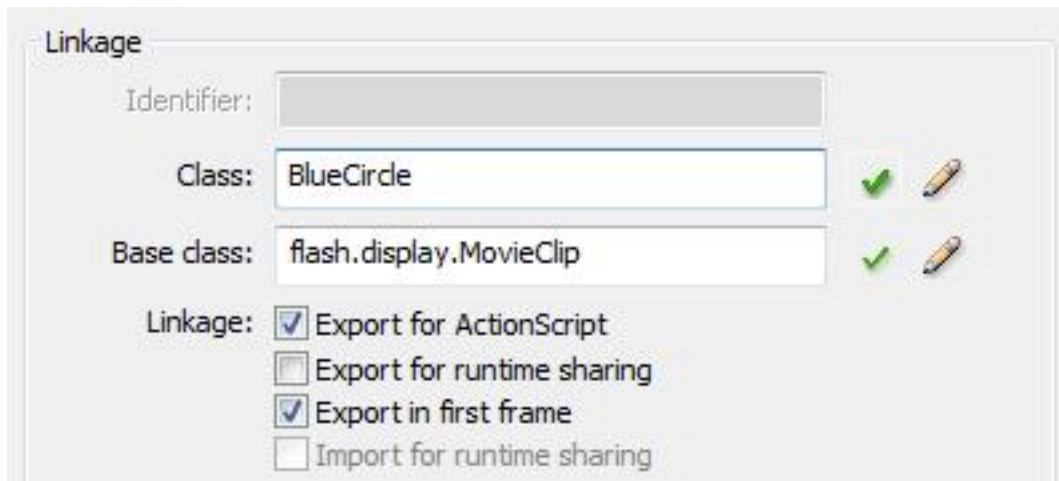 Linkage
Identifier:
Class: BlueCircle
Base class: flash.display.MovieClip
Linkage: Export for ActionScript
Export for runtime sharing
Export in first frame
Import for runtime sharing